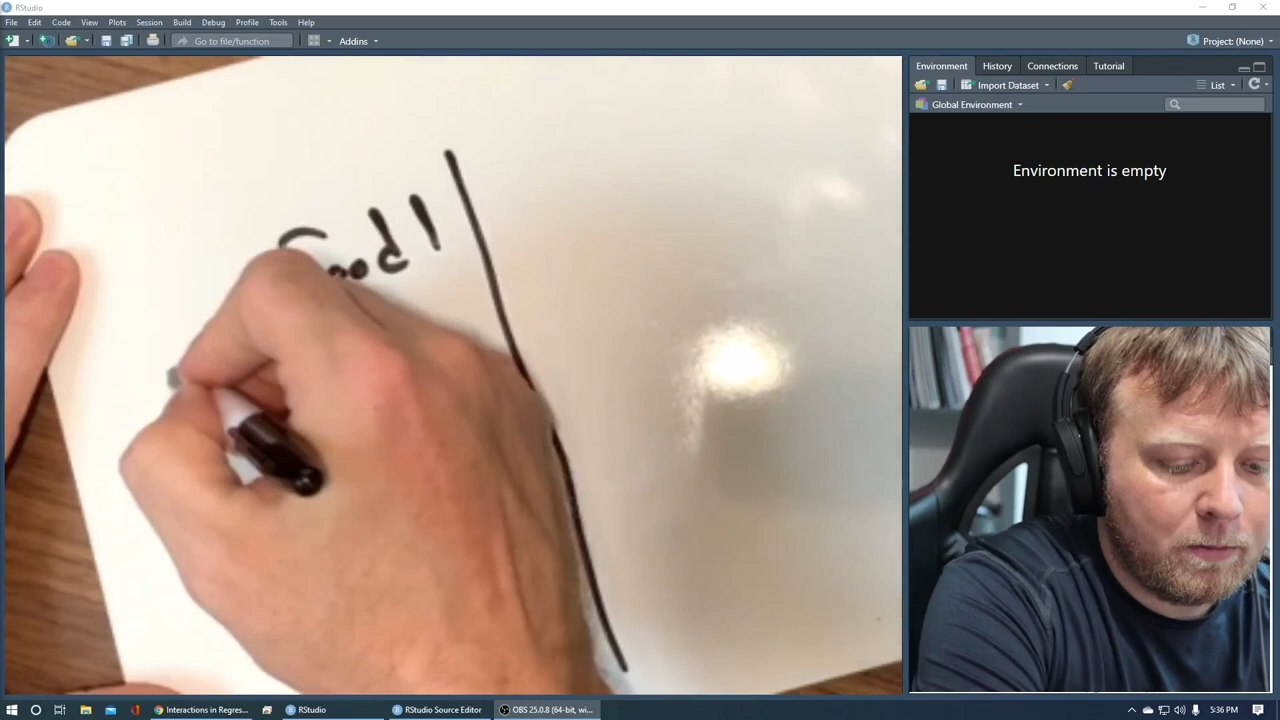 RStudio
File Edit Code View Plots Session Build Debug Profile Tools Help
Go to file/function Addins Project: (None)
Environment History Connections Tutorial
Import Dataset List
Global Environment
Environment is empty
Good!
Interactions in Regres... RStudio RStudio Source Editor OBS 25.0.8 (64-bit, wi... 5:36 PM